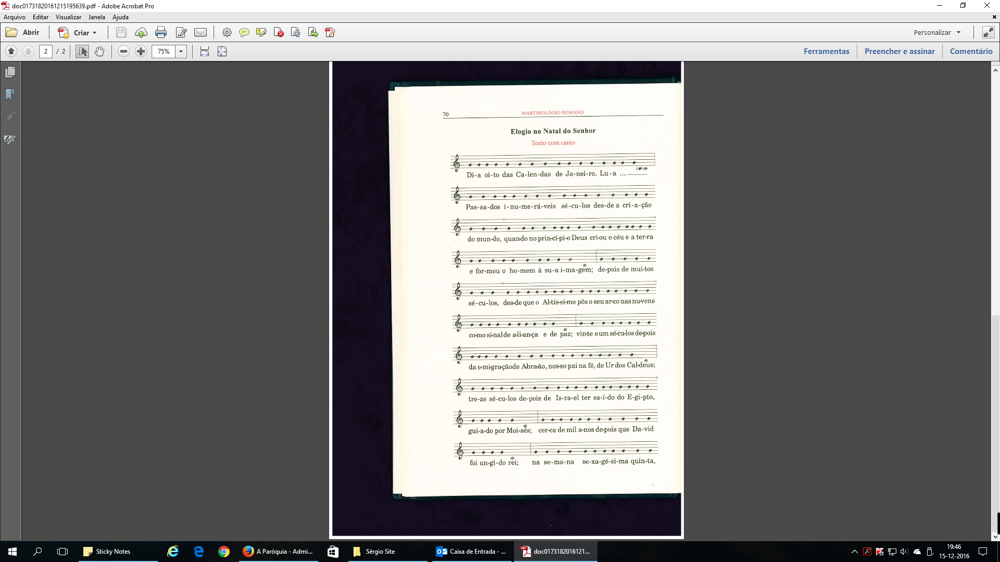 doc01731820161215195639.pdf - Adobe Acrobat Pro
Arquivo Editar Visualizar Janela Ajuda
Abrir Criar Personalizar
2 / 2 75% Ferramentas Preencher e assinar Comentário
70 MARTIROLÓGIO ROMANO
Elogio no Natal do Senhor
Texto com canto
Di-a oi-to das Ca-len-das de Ja-nei-ro. Lu-a ...
Pas-sa-dos i-nu-me-rá-veis sé-cu-los des-de a cri-a-ção
do mun-do, quan-do no prin-cí-pi-o Deus cri-ou o céu e a ter-ra
e for-mou o ho-mem à su-a i-ma-gem; de-pois de mui-tos
sé-cu-los, des-de que o Al-tís-si-mo pôs o seu ar-co nas nu-vens
co-mo si-nal de a-li-an-ça e de paz; vin-te e um sé-cu-los de-pois
da e-mi-gra-ção de A-bra-ão, nos-so pai na fé, de Ur dos Cal-deus;
tre-ze sé-cu-los de-pois de Is-ra-el ter sa-í-do do E-gi-pto,
gui-a-do por Moi-sés; cer-ca de mil a-nos de-pois que Da-vid
foi un-gi-do rei; na se-ma-na se-xa-gé-si-ma quin-ta,
Sticky Notes A Paróquia - Admi... Sérgio Site Caixa de Entrada - ... doc0173182016121...
19:46
15-12-2016